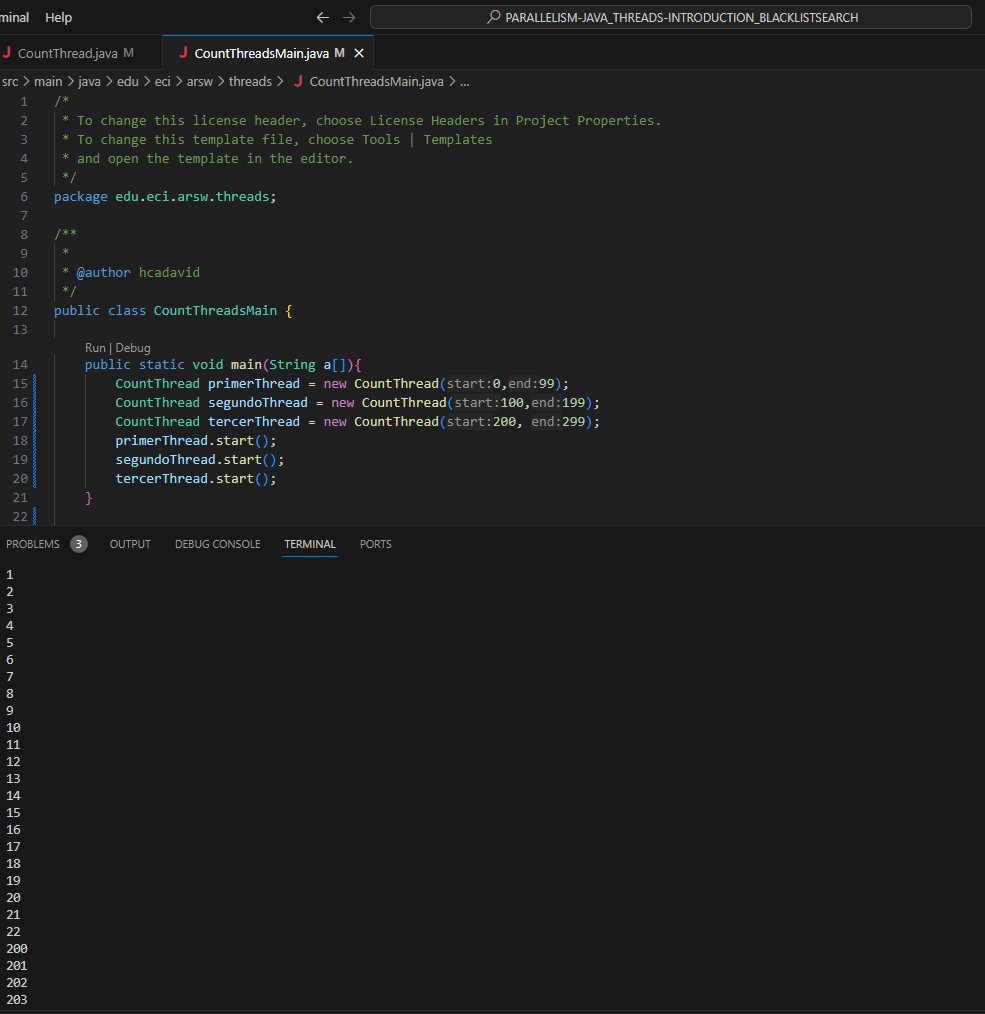 minal Help
PARALLELISM-JAVA_THREADS-INTRODUCTION_BLACKLISTSEARCH
J CountThread.java M J CountThreadsMain.java M
src > main > java > edu > eci > arsw > threads > J CountThreadsMain.java > ...
1 /*
2 * To change this license header, choose License Headers in Project Properties.
3 * To change this template file, choose Tools | Templates
4 * and open the template in the editor.
5 */
6 package edu.eci.arsw.threads;
7
8 /**
9 *
10 * @author hcadavid
11 */
12 public class CountThreadsMain {
13
Run | Debug
14 public static void main(String a[]){
15 CountThread primerThread = new CountThread(start:0,end:99);
16 CountThread segundoThread = new CountThread(start:100,end:199);
17 CountThread tercerThread = new CountThread(start:200, end:299);
18 primerThread.start();
19 segundoThread.start();
20 tercerThread.start();
21 }
22
PROBLEMS 3 OUTPUT DEBUG CONSOLE TERMINAL PORTS
1
2
3
4
5
6
7
8
9
10
11
12
13
14
15
16
17
18
19
20
21
22
200
201
202
203